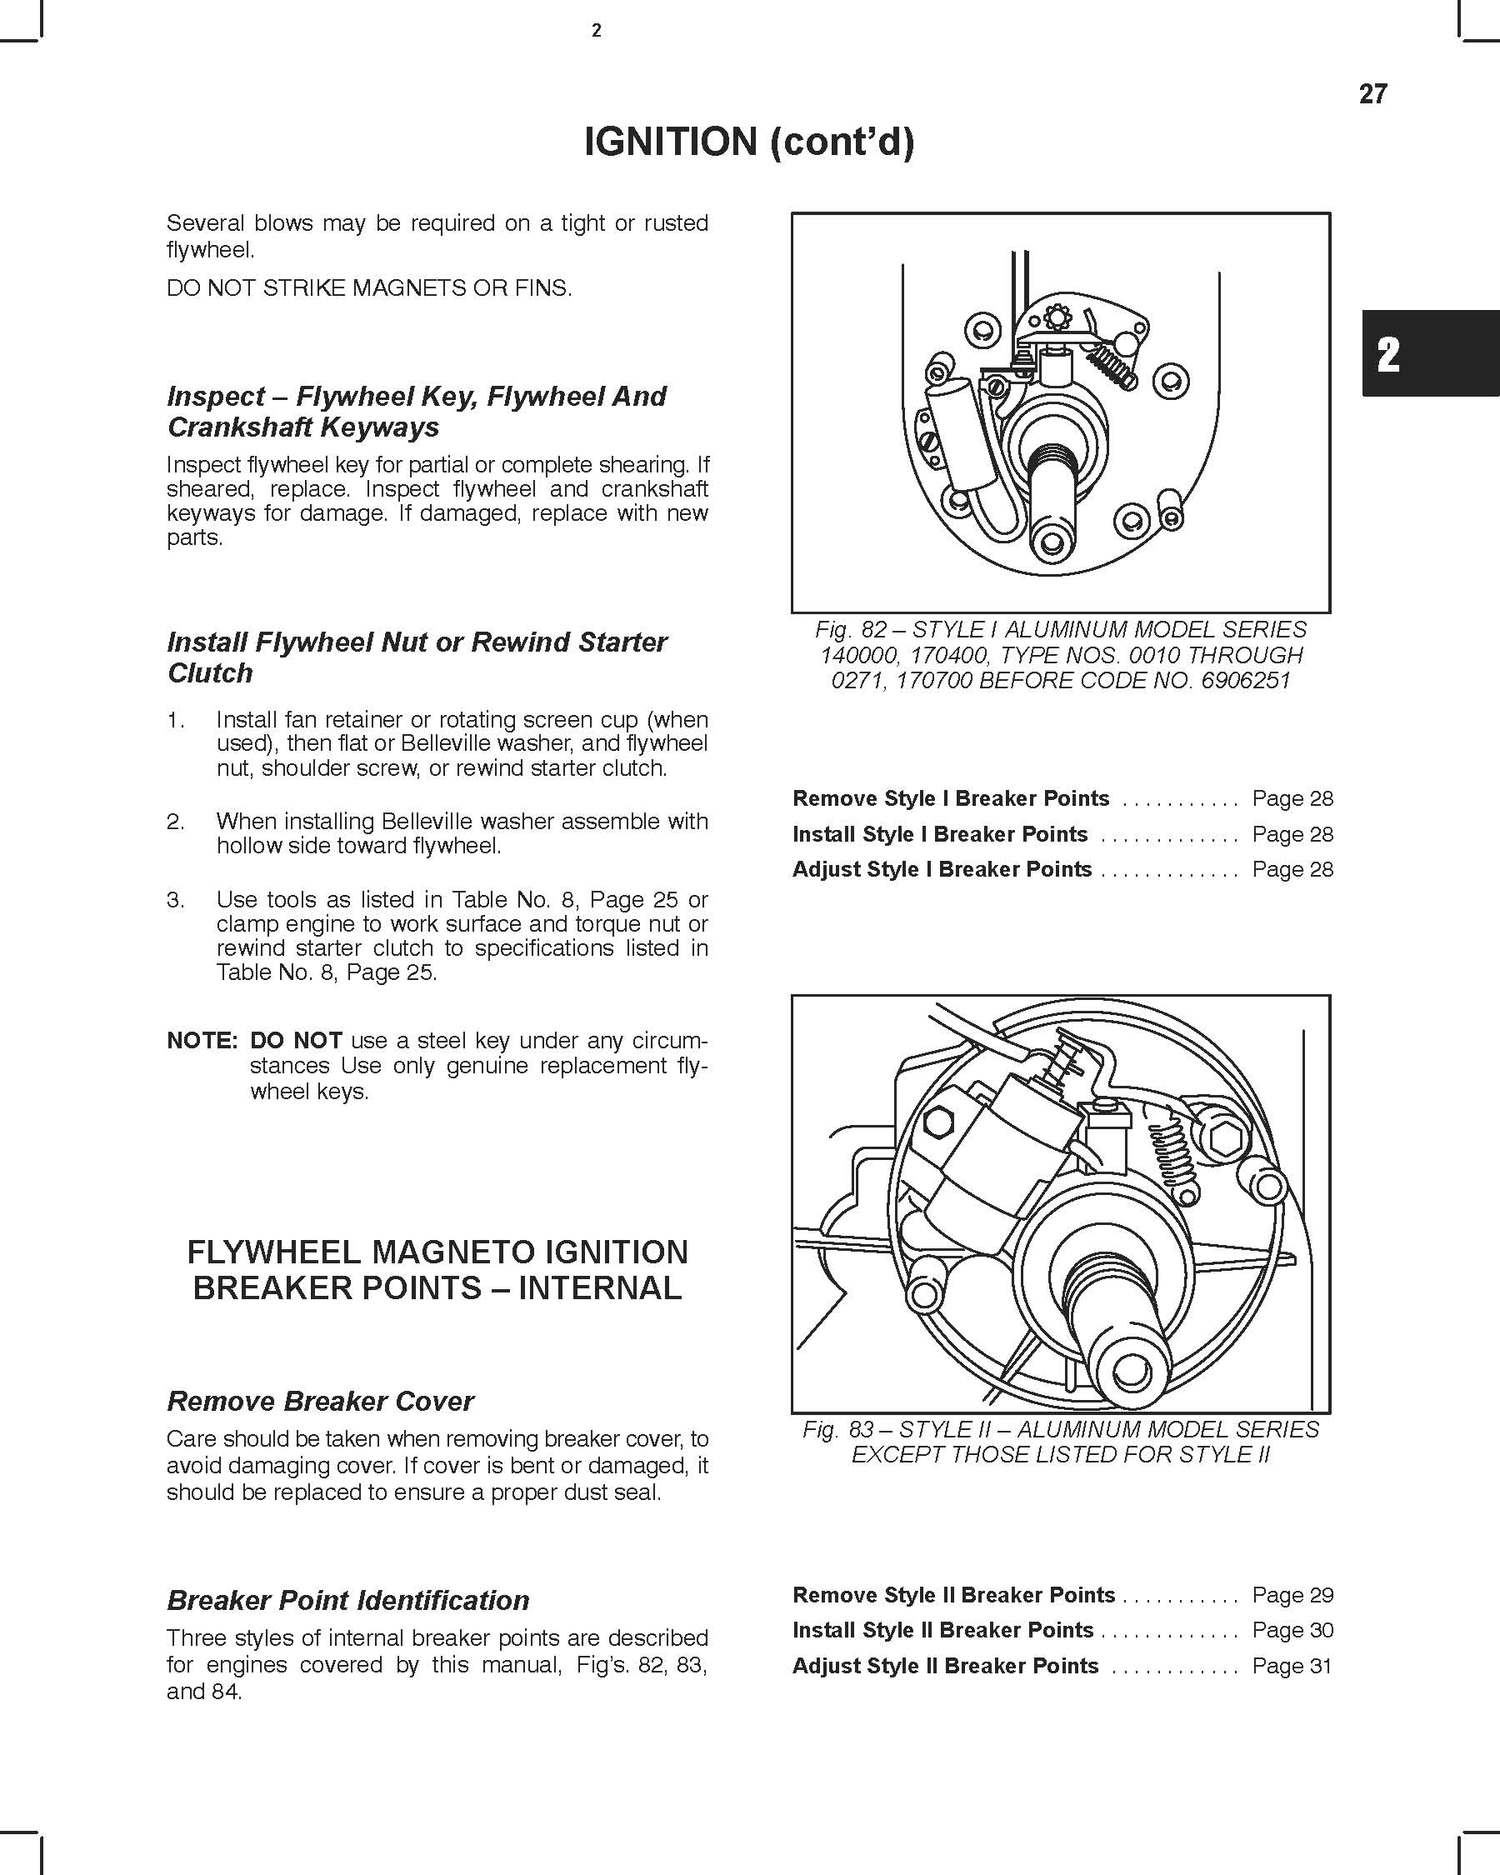 2
27
IGNITION (cont’d)
Several blows may be required on a tight or rusted
flywheel.
DO NOT STRIKE MAGNETS OR FINS.
Inspect – Flywheel Key, Flywheel And
Crankshaft Keyways
Inspect flywheel key for partial or complete shearing. If
sheared, replace. Inspect flywheel and crankshaft
keyways for damage. If damaged, replace with new
parts.
Install Flywheel Nut or Rewind Starter
Clutch
1. Install fan retainer or rotating screen cup (when
used), then flat or Belleville washer, and flywheel
nut, shoulder screw, or rewind starter clutch.
2. When installing Belleville washer assemble with
hollow side toward flywheel.
3. Use tools as listed in Table No. 8, Page 25 or
clamp engine to work surface and torque nut or
rewind starter clutch to specifications listed in
Table No. 8, Page 25.
NOTE: DO NOT use a steel key under any circum-
stances Use only genuine replacement fly-
wheel keys.
FLYWHEEL MAGNETO IGNITION
BREAKER POINTS – INTERNAL
Remove Breaker Cover
Care should be taken when removing breaker cover, to
avoid damaging cover. If cover is bent or damaged, it
should be replaced to ensure a proper dust seal.
Breaker Point Identification
Three styles of internal breaker points are described
for engines covered by this manual, Fig’s. 82, 83,
and 84.
Fig. 82 – STYLE I ALUMINUM MODEL SERIES
140000, 170400, TYPE NOS. 0010 THROUGH
0271, 170700 BEFORE CODE NO. 6906251
Remove Style I Breaker Points . . . . . . . . . . . Page 28
Install Style I Breaker Points . . . . . . . . . . . . . Page 28
Adjust Style I Breaker Points . . . . . . . . . . . . . Page 28
Fig. 83 – STYLE II – ALUMINUM MODEL SERIES
EXCEPT THOSE LISTED FOR STYLE II
Remove Style II Breaker Points . . . . . . . . . . . Page 29
Install Style II Breaker Points . . . . . . . . . . . . . Page 30
Adjust Style II Breaker Points . . . . . . . . . . . . Page 31
2